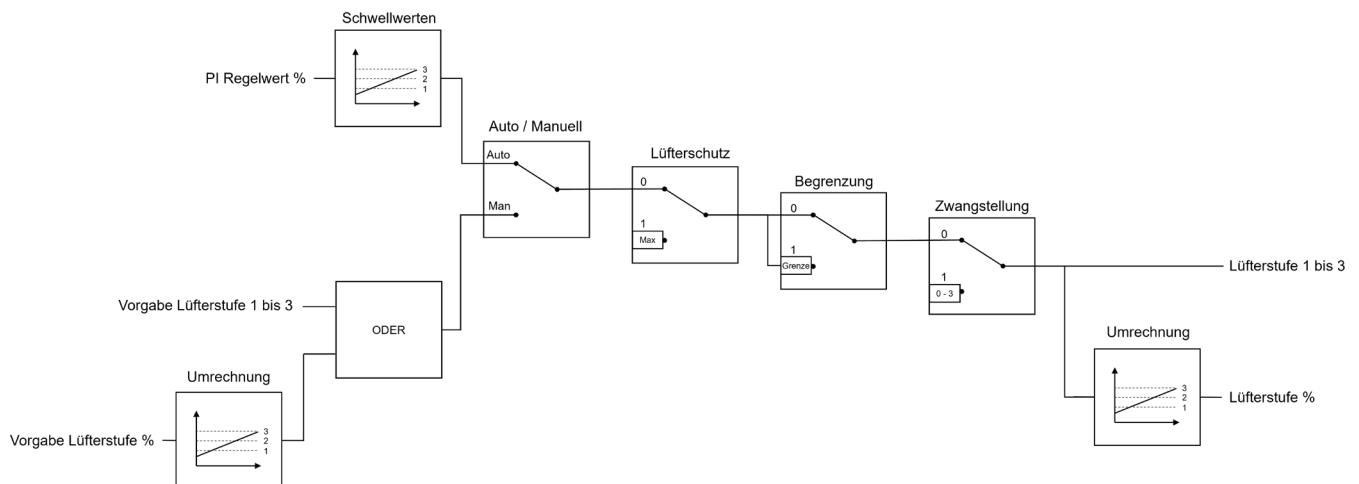 Schwellwerten
PI Regelwert %
3
2
1
Auto / Manuell
Auto
Man
Lüfterschutz
0
1
Max
Begrenzung
0
1
Grenze
Zwangstellung
0
1
0 - 3
Lüfterstufe 1 bis 3
Vorgabe Lüfterstufe 1 bis 3
ODER
Umrechnung
3
2
1
Lüfterstufe %
Umrechnung
Vorgabe Lüfterstufe %
3
2
1